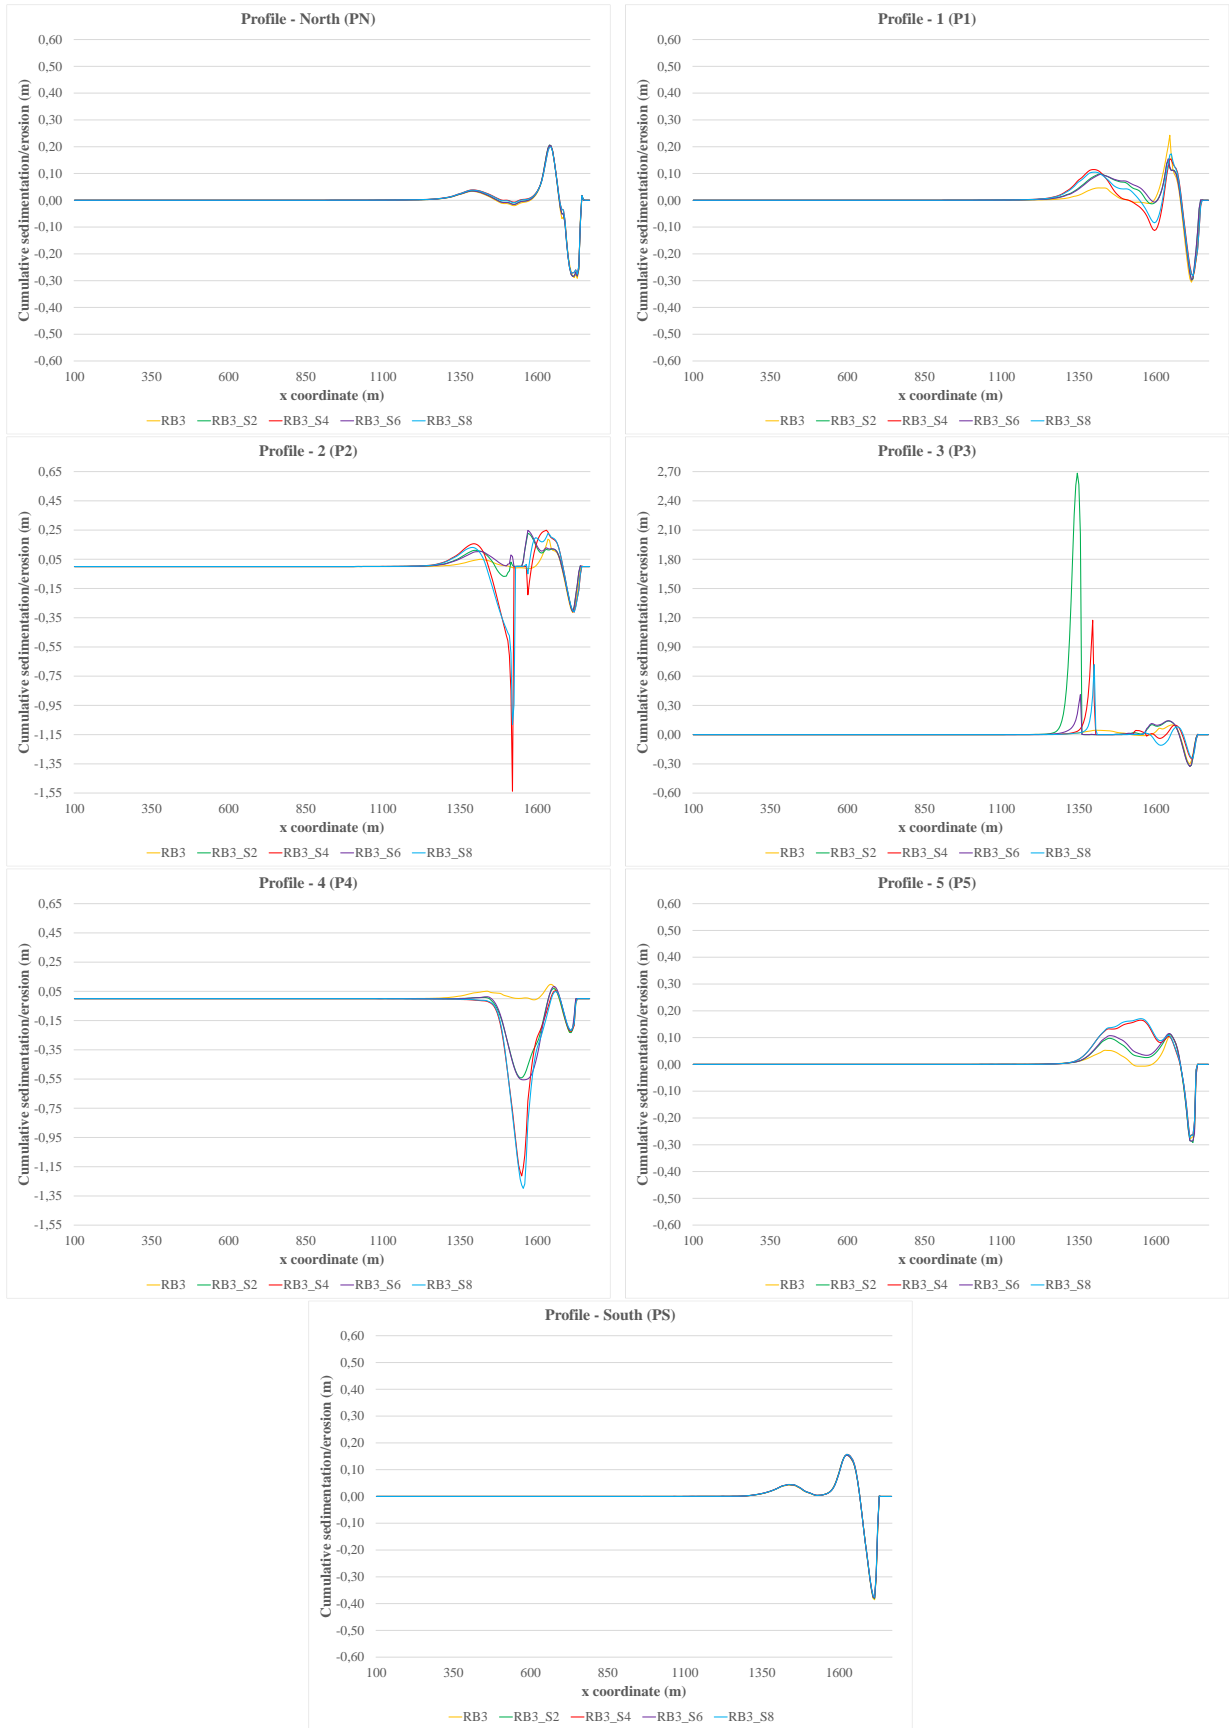 Profile - North (PN)
Cumulative sedimentation/erosion (m)
0,60
0,50
0,40
0,30
0,20
0,10
0,00
-0,10
-0,20
-0,30
-0,40
-0,50
-0,60
100 350 600 850 1100 1350 1600
x coordinate (m)
RB3 RB3_S2 RB3_S4 RB3_S6 RB3_S8
Profile - 1 (P1)
Cumulative sedimentation/erosion (m)
0,60
0,50
0,40
0,30
0,20
0,10
0,00
-0,10
-0,20
-0,30
-0,40
-0,50
-0,60
100 350 600 850 1100 1350 1600
x coordinate (m)
RB3 RB3_S2 RB3_S4 RB3_S6 RB3_S8
Profile - 2 (P2)
Cumulative sedimentation/erosion (m)
0,65
0,45
0,25
0,05
-0,15
-0,35
-0,55
-0,75
-0,95
-1,15
-1,35
-1,55
100 350 600 850 1100 1350 1600
x coordinate (m)
RB3 RB3_S2 RB3_S4 RB3_S6 RB3_S8
Profile - 3 (P3)
Cumulative sedimentation/erosion (m)
2,70
2,40
2,10
1,80
1,50
1,20
0,90
0,60
0,30
0,00
-0,30
-0,60
100 350 600 850 1100 1350 1600
x coordinate (m)
RB3 RB3_S2 RB3_S4 RB3_S6 RB3_S8
Profile - 4 (P4)
Cumulative sedimentation/erosion (m)
0,65
0,45
0,25
0,05
-0,15
-0,35
-0,55
-0,75
-0,95
-1,15
-1,35
-1,55
100 350 600 850 1100 1350 1600
x coordinate (m)
RB3 RB3_S2 RB3_S4 RB3_S6 RB3_S8
Profile - 5 (P5)
Cumulative sedimentation/erosion (m)
0,60
0,50
0,40
0,30
0,20
0,10
0,00
-0,10
-0,20
-0,30
-0,40
-0,50
-0,60
100 350 600 850 1100 1350 1600
x coordinate (m)
RB3 RB3_S2 RB3_S4 RB3_S6 RB3_S8
Profile - South (PS)
Cumulative sedimentation/erosion (m)
0,60
0,50
0,40
0,30
0,20
0,10
0,00
-0,10
-0,20
-0,30
-0,40
-0,50
-0,60
100 350 600 850 1100 1350 1600
x coordinate (m)
RB3 RB3_S2 RB3_S4 RB3_S6 RB3_S8